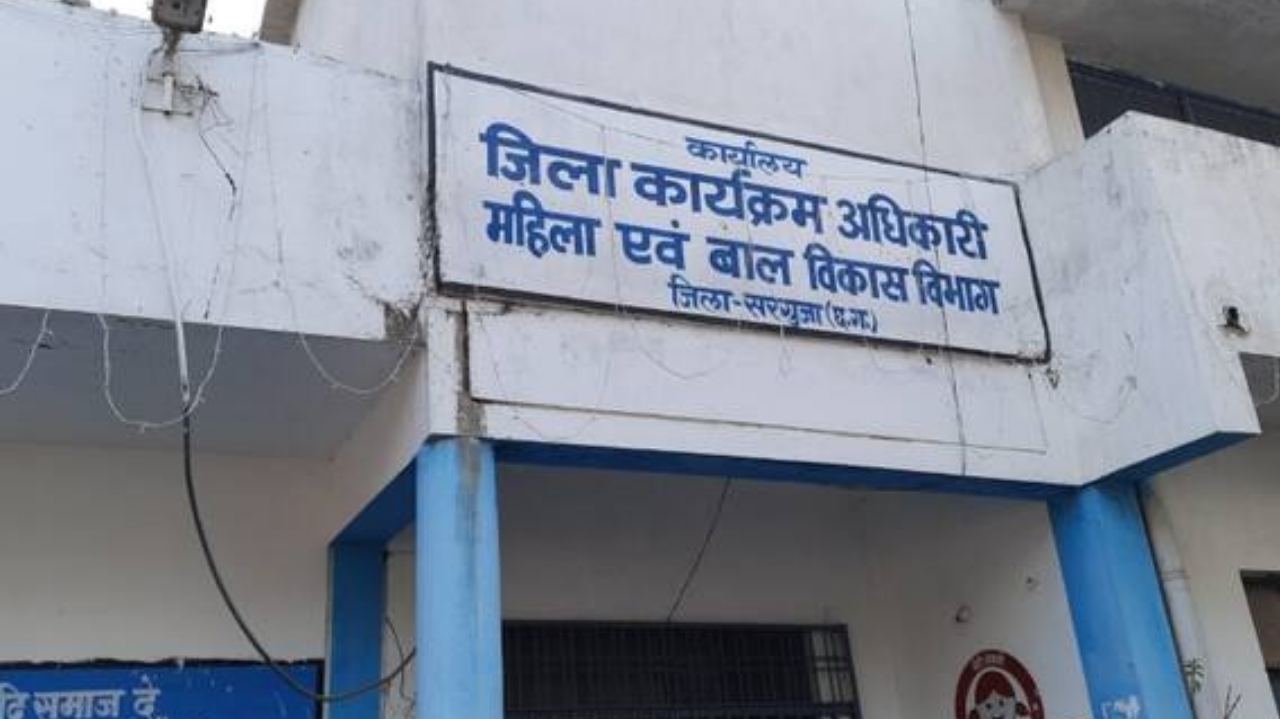 कार्यालय
जिला कार्यक्रम अधिकारी
महिला एवं बाल विकास विभाग
जिला-सरगुजा (छ.ग.)
समाज दे